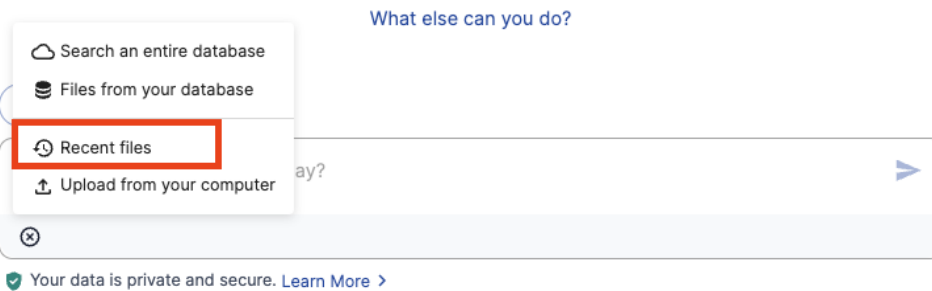 What else can you do?
Search an entire database
Files from your database
Recent files
ay?
Upload from your computer
Your data is private and secure. Learn More